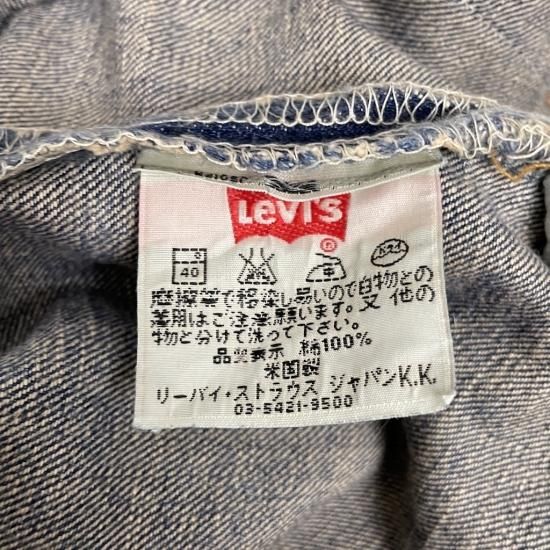 LEVI'S
®
40
ドライ
摩擦等で移染し易いので白物との
着用はご注意願います。又 他の
物と分けて洗って下さい。
品質表示 綿100%
米国製
リーバイ・ストラウス ジャパンK.K.
03-5421-9500